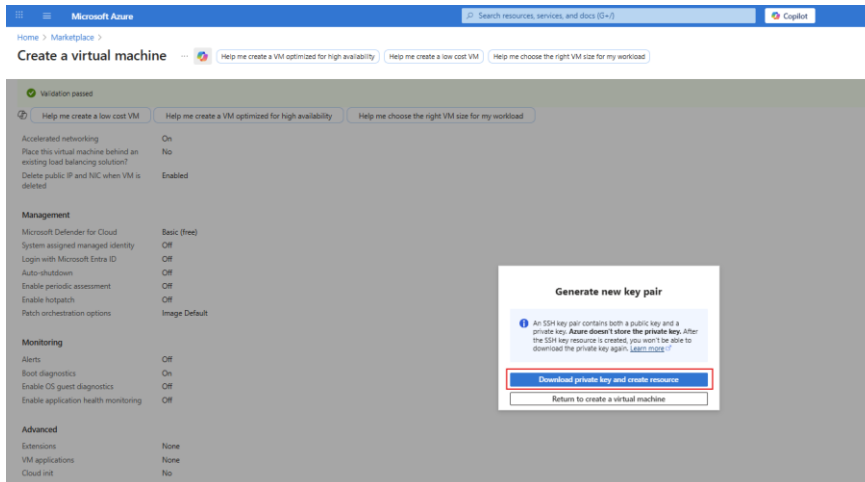 Microsoft Azure
Search resources, services, and docs (G+/)
Copilot
Home > Marketplace >
Create a virtual machine
...
Help me create a VM optimized for high availability
Help me create a low cost VM
Help me choose the right VM size for my workload
Validation passed
Help me create a low cost VM
Help me create a VM optimized for high availability
Help me choose the right VM size for my workload
Accelerated networking On
Place this virtual machine behind an No
existing load balancing solution?
Delete public IP and NIC when VM is Enabled
deleted
Management
Microsoft Defender for Cloud Basic (free)
System assigned managed identity Off
Login with Microsoft Entra ID Off
Auto-shutdown Off
Enable periodic assessment Off
Enable hotpatch Off
Patch orchestration options Image Default
Monitoring
Alerts Off
Boot diagnostics On
Enable OS guest diagnostics Off
Enable application health monitoring Off
Advanced
Extensions None
VM applications None
Cloud init No
Generate new key pair
An SSH key pair contains both a public key and a
private key. Azure doesn't store the private key. After
the SSH key resource is created, you won't be able to
download the private key again. Learn more
Download private key and create resource
Return to create a virtual machine